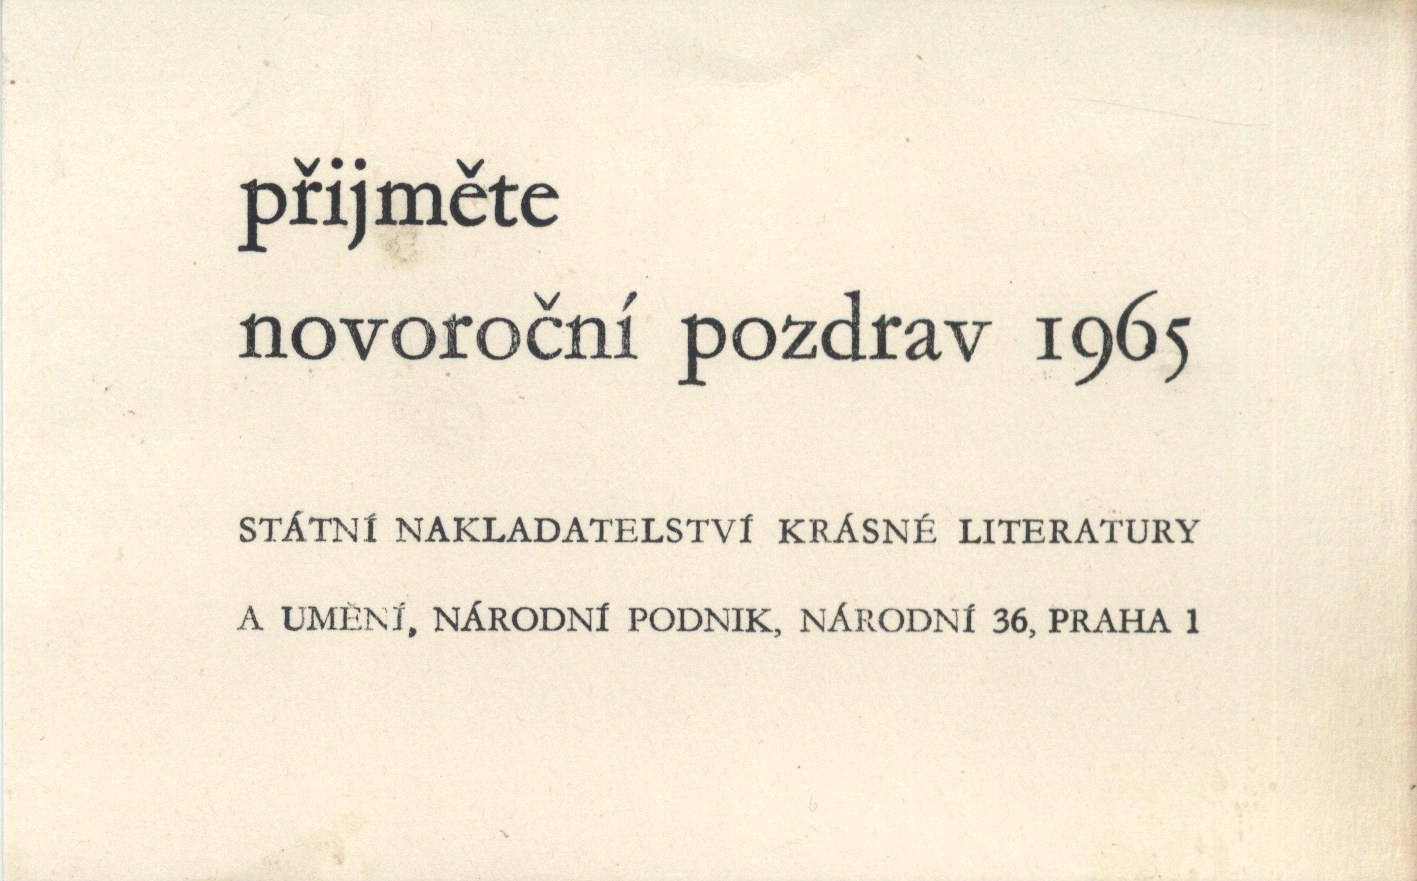 přijměte
novoroční pozdrav 1965
STÁTNÍ NAKLADATELSTVÍ KRÁSNÉ LITERATURY
A UMĚNÍ, NÁRODNÍ PODNIK, NÁRODNÍ 36, PRAHA 1